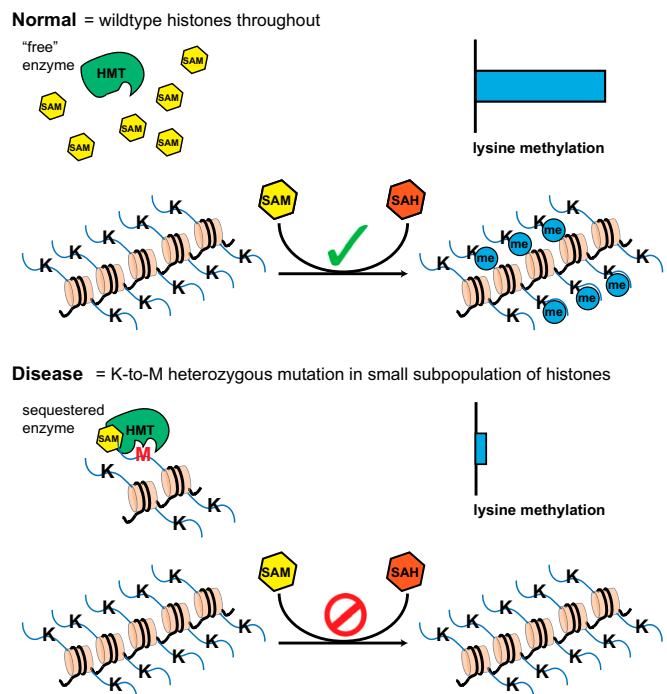 Normal = wildtype histones throughout
“free”
enzyme
HMT
SAM
SAM
SAM
SAM
SAM
SAM
lysine methylation
K
K
K
K
K
K
K
K
K
K
SAM
SAH
K
K
K
K
K
K
me
me
me
me
me
me
Disease = K-to-M heterozygous mutation in small subpopulation of histones
sequestered
enzyme
HMT
SAM
M
K
K
K
lysine methylation
K
K
K
K
K
K
K
K
K
K
SAM
SAH
K
K
K
K
K
K
K
K
K
K